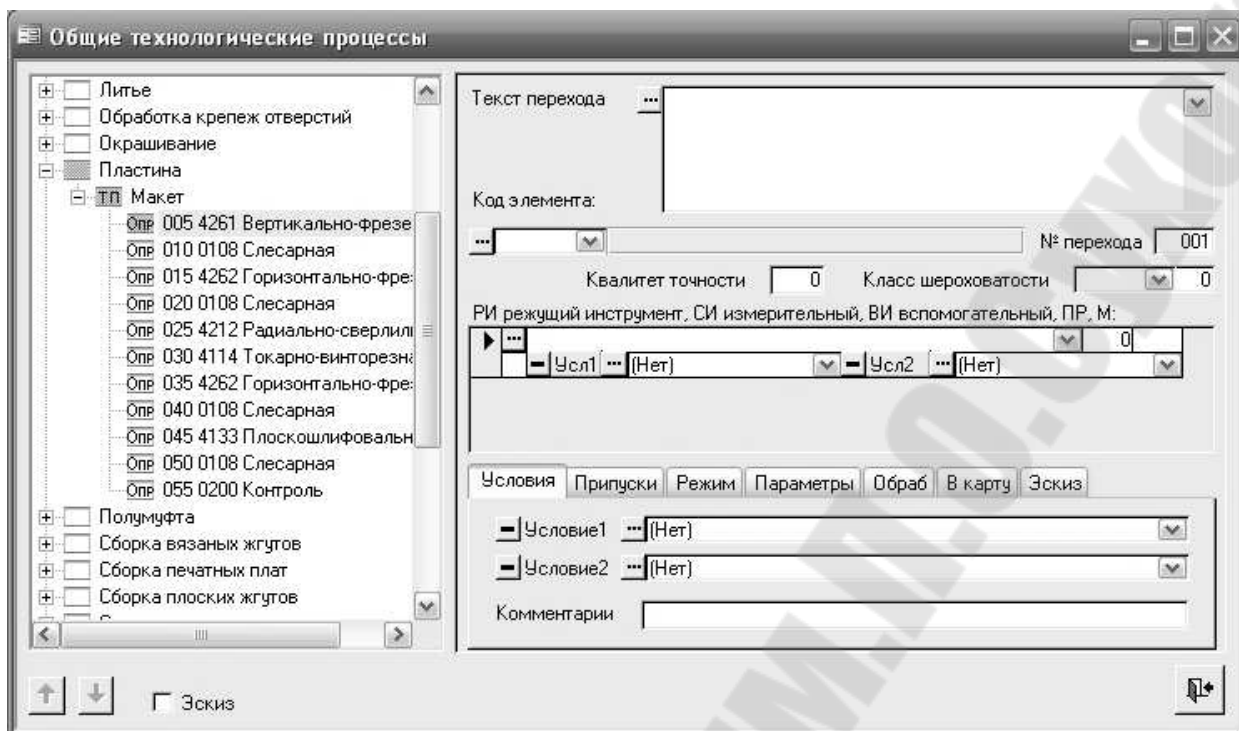 Общие технологические процессы
Литье
Обработка крепеж отверстий
Окрашивание
Пластина
ТП Макет
Опр 005 4261 Вертикально-фрезе
Опр 010 0108 Слесарная
Опр 015 4262 Горизонтально-фре
Опр 020 0108 Слесарная
Опр 025 4212 Радиально-сверлил
Опр 030 4114 Токарно-винторезна
Опр 035 4262 Горизонтально-фре
Опр 040 0108 Слесарная
Опр 045 4133 Плоскошлифовальн
Опр 050 0108 Слесарная
Опр 055 0200 Контроль
Полумуфта
Сборка вязаных жгутов
Сборка печатных плат
Сборка плоских жгутов
Эскиз
Текст перехода ...
Код элемента:
... № перехода 001
Квалитет точности 0 Класс шероховатости 0
РИ режущий инструмент, СИ измерительный, ВИ вспомогательный, ПР, М:
... 0
Усл1 ... (Нет) Усл2 ... (Нет)
Условия Припуски Режим Параметры Обраб В карту Эскиз
Условие1 ... (Нет)
Условие2 ... (Нет)
Комментарии